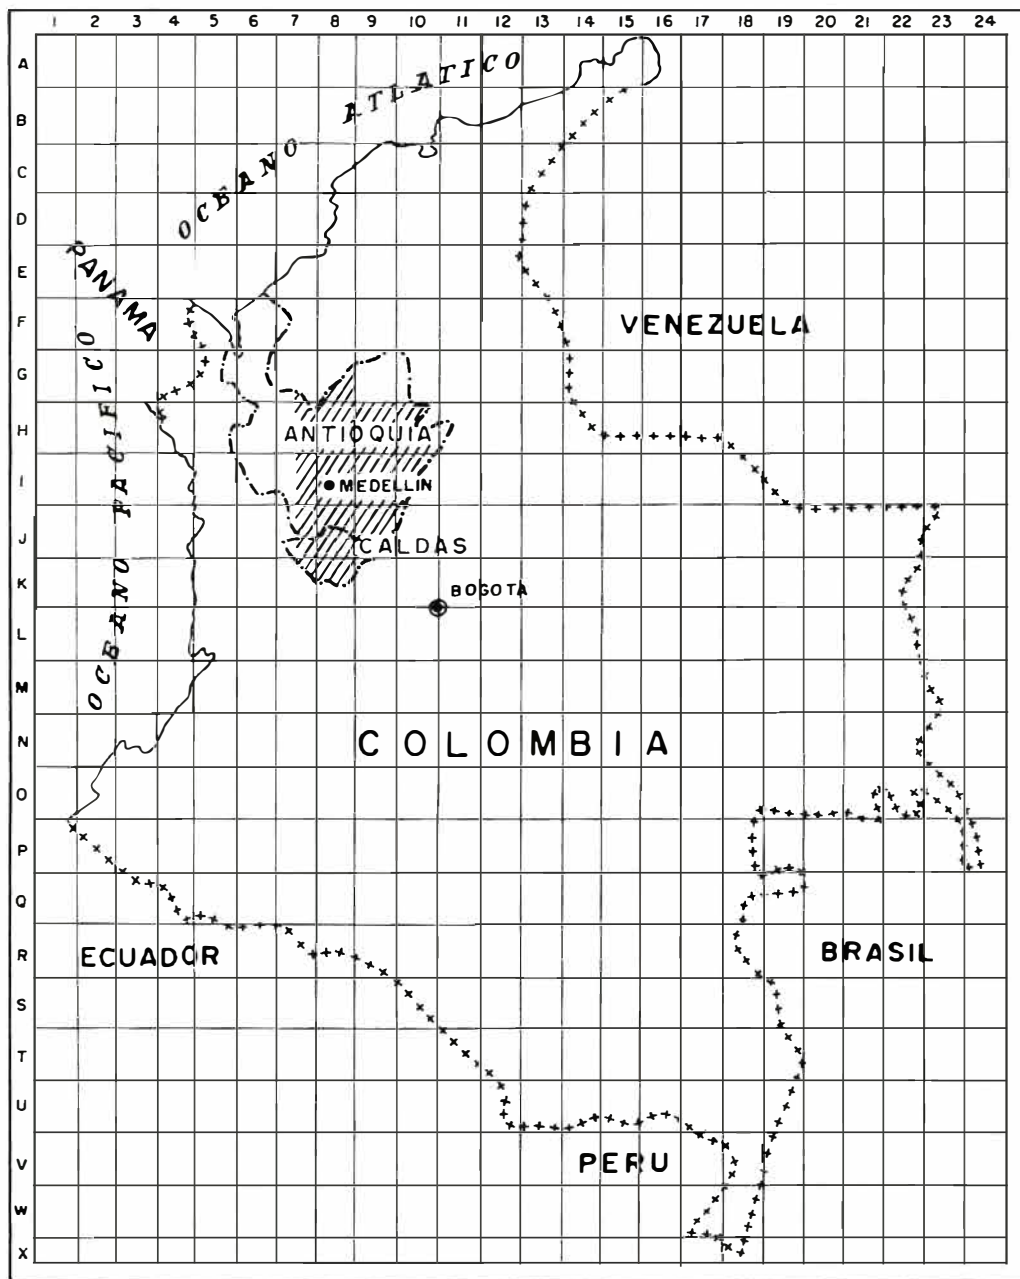 1 2 3 4 5 6 7 8 9 10 11 12 13 14 15 16 17 18 19 20 21 22 23 24
A
B
C
D
E
F
G
H
I
J
K
L
M
N
O
P
Q
R
S
T
U
V
W
X
OCEANO ATLATICO
PANAMA
OCEANO PACIFICO
VENEZUELA
ANTIOQUIA
MEDELLIN
CALDAS
BOGOTA
COLOMBIA
ECUADOR
BRASIL
PERU